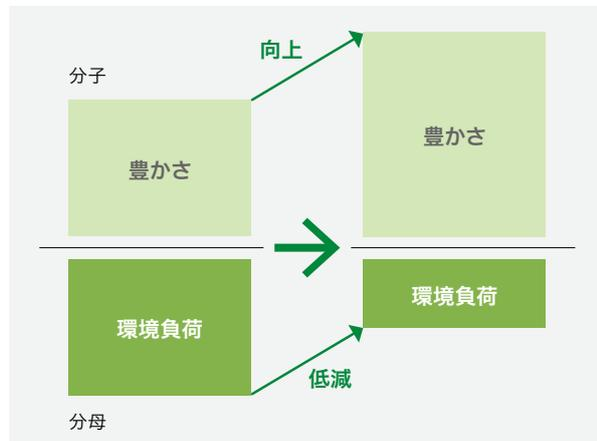 向上
分子
豊かさ
豊かさ
環境負荷
環境負荷
低減
分母